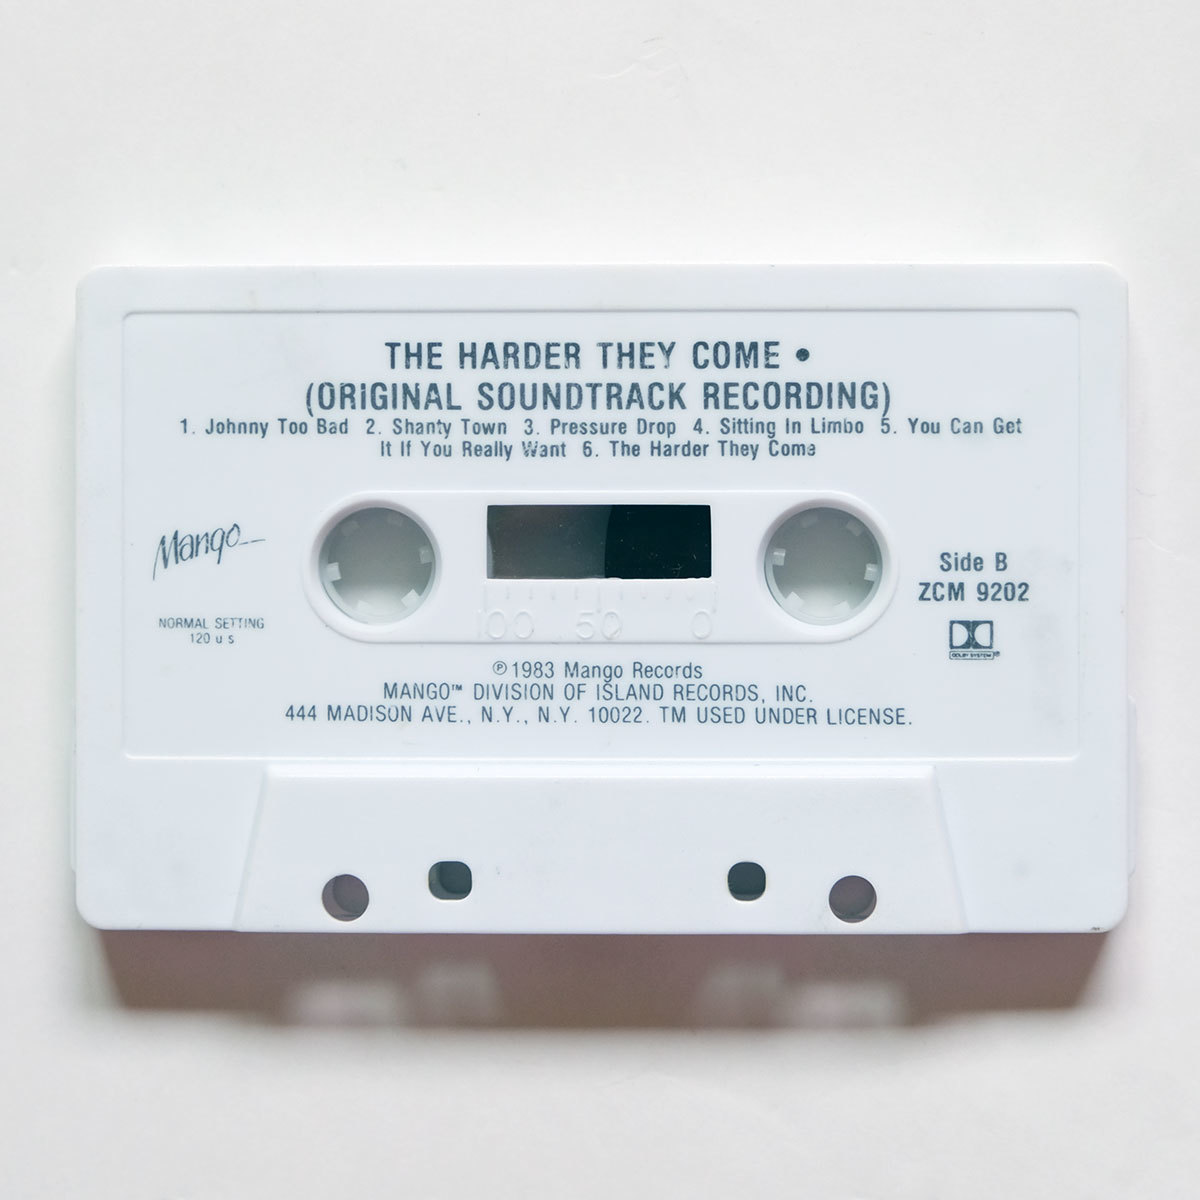 THE HARDER THEY COME •
(ORIGINAL SOUNDTRACK RECORDING)
1. Johnny Too Bad 2. Shanty Town 3. Pressure Drop 4. Sitting In Limbo 5. You Can Get
It If You Really Want 6. The Harder They Come
Mango
NORMAL SETTING
120 u s
Side B
ZCM 9202
DOLBY SYSTEM®
100 50 0
℗ 1983 Mango Records
MANGO™ DIVISION OF ISLAND RECORDS, INC.
444 MADISON AVE., N.Y., N.Y. 10022. TM USED UNDER LICENSE.